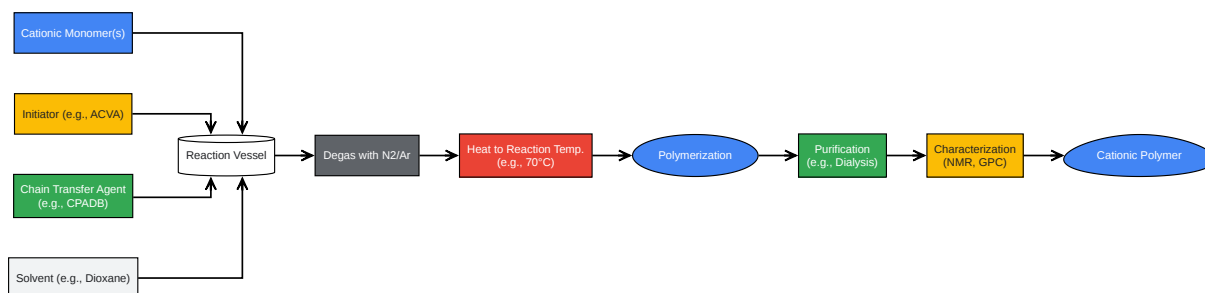 Cationic Monomer(s)
Initiator (e.g., ACVA)
Chain Transfer Agent
(e.g., CPADB)
Solvent (e.g., Dioxane)
Reaction Vessel
Degas with N2/Ar
Heat to Reaction Temp.
(e.g., 70°C)
Polymerization
Purification
(e.g., Dialysis)
Characterization
(NMR, GPC)
Cationic Polymer